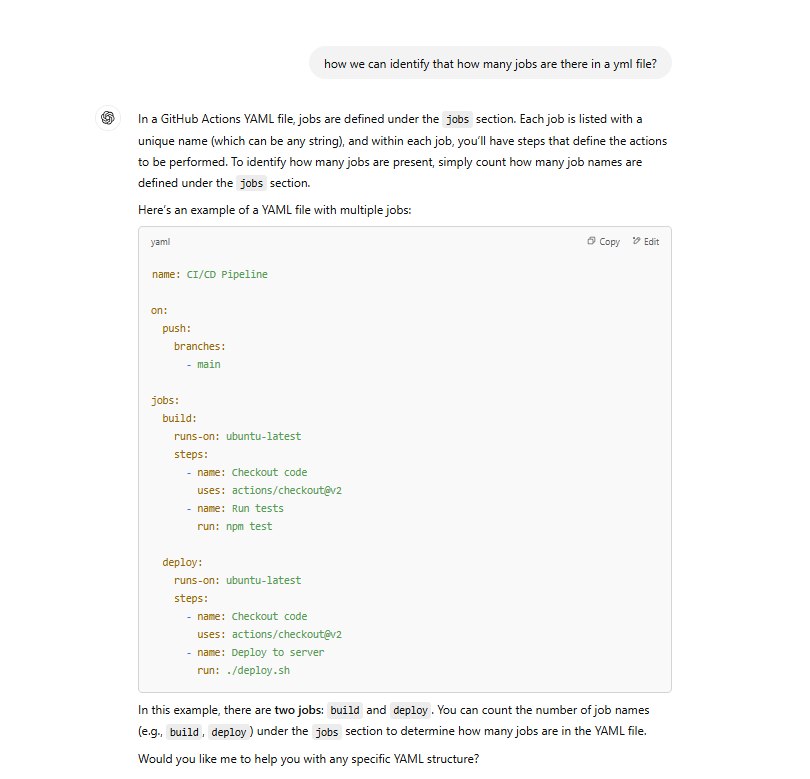 how we can identify that how many jobs are there in a yml file?
In a GitHub Actions YAML file, jobs are defined under the jobs section. Each job is listed with a
unique name (which can be any string), and within each job, you'll have steps that define the actions
to be performed. To identify how many jobs are present, simply count how many job names are
defined under the jobs section.
Here's an example of a YAML file with multiple jobs:
yaml Copy Edit
name: CI/CD Pipeline
on:
  push:
    branches:
      - main
jobs:
  build:
    runs-on: ubuntu-latest
    steps:
      - name: Checkout code
        uses: actions/checkout@v2
      - name: Run tests
        run: npm test
  deploy:
    runs-on: ubuntu-latest
    steps:
      - name: Checkout code
        uses: actions/checkout@v2
      - name: Deploy to server
        run: ./deploy.sh
In this example, there are two jobs: build and deploy. You can count the number of job names
(e.g., build, deploy) under the jobs section to determine how many jobs are in the YAML file.
Would you like me to help you with any specific YAML structure?